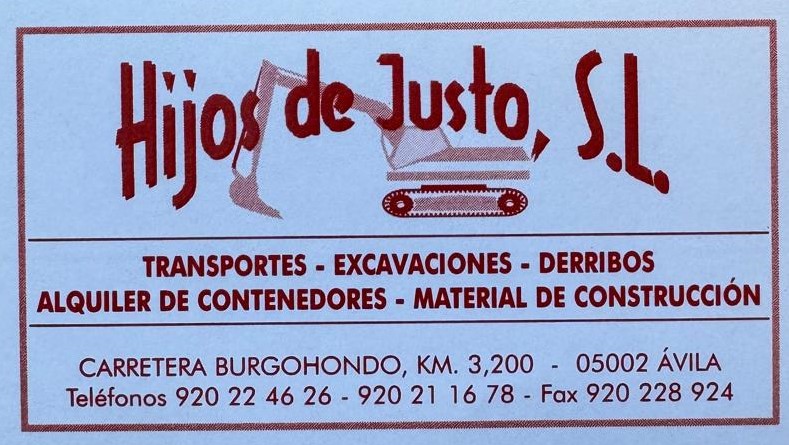 Hijos de Justo, S.L.
TRANSPORTES - EXCAVACIONES - DERRIBOS
ALQUILER DE CONTENEDORES - MATERIAL DE CONSTRUCCIÓN
CARRETERA BURGOHONDO, KM. 3,200 - 05002 ÁVILA
Teléfonos 920 22 46 26 - 920 21 16 78 - Fax 920 228 924